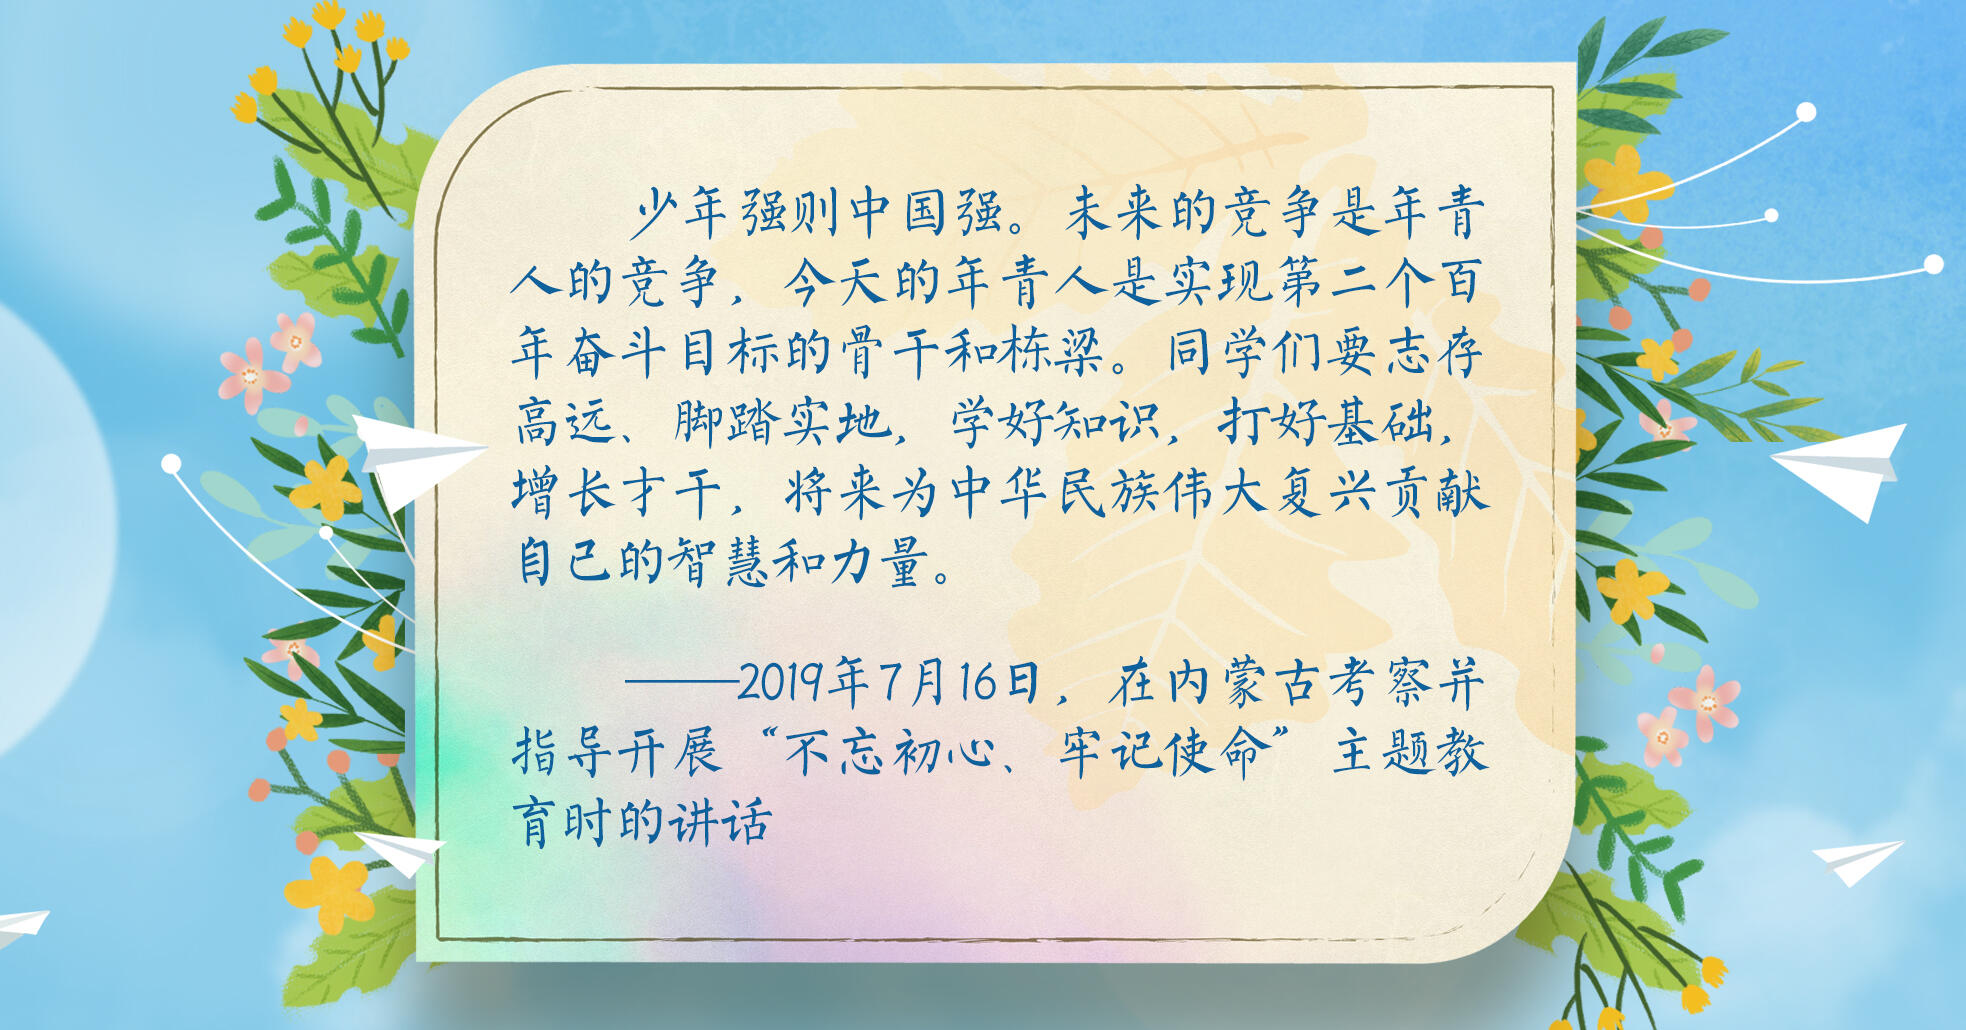 少年强则中国强。未来的竞争是年青
人的竞争，今天的年青人是实现第二个百
年奋斗目标的骨干和栋梁。同学们要志存
高远、脚踏实地，学好知识，打好基础，
增长才干，将来为中华民族伟大复兴贡献
自己的智慧和力量。
——2019年7月16日，在内蒙古考察并
指导开展“不忘初心、牢记使命”主题教
育时的讲话